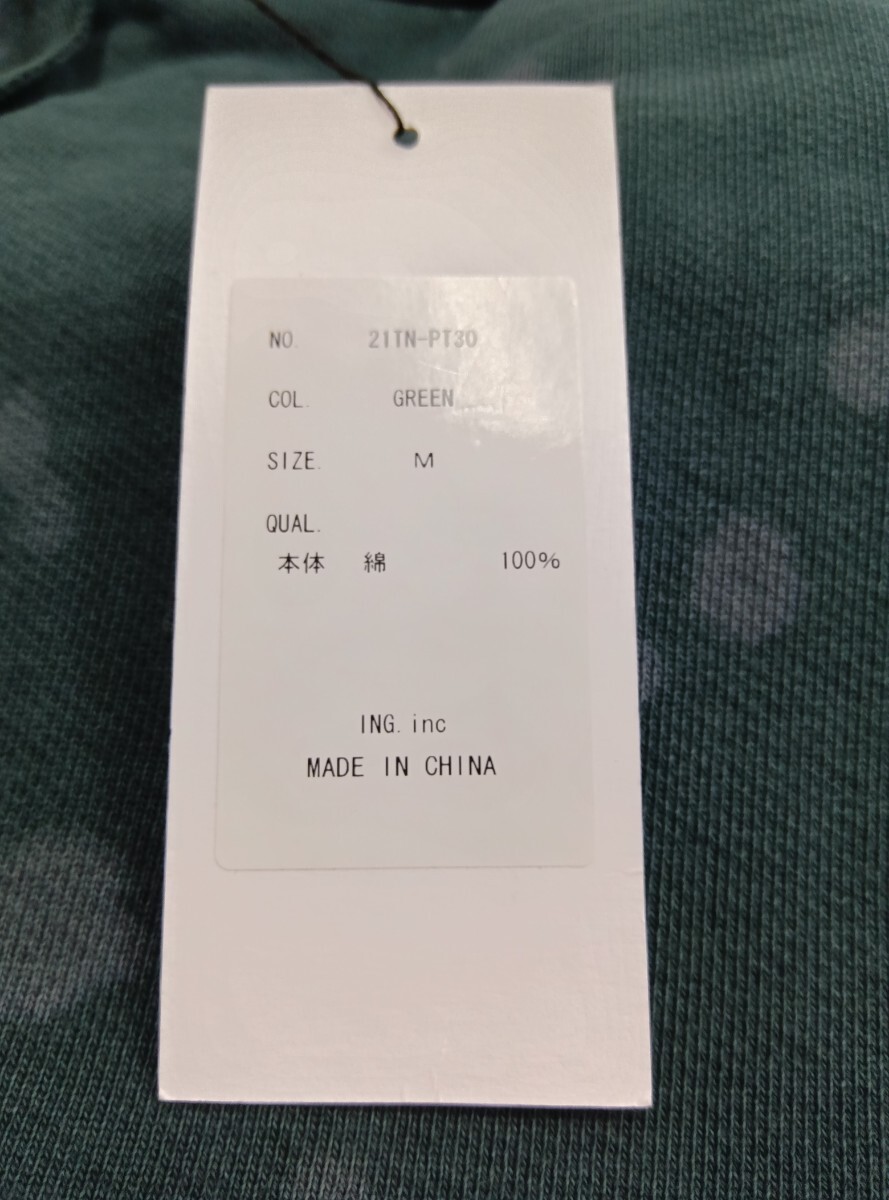 NO. 21TN-PT30
COL. GREEN
SIZE. M
QUAL.
本体 綿 100%
ING. inc
MADE IN CHINA